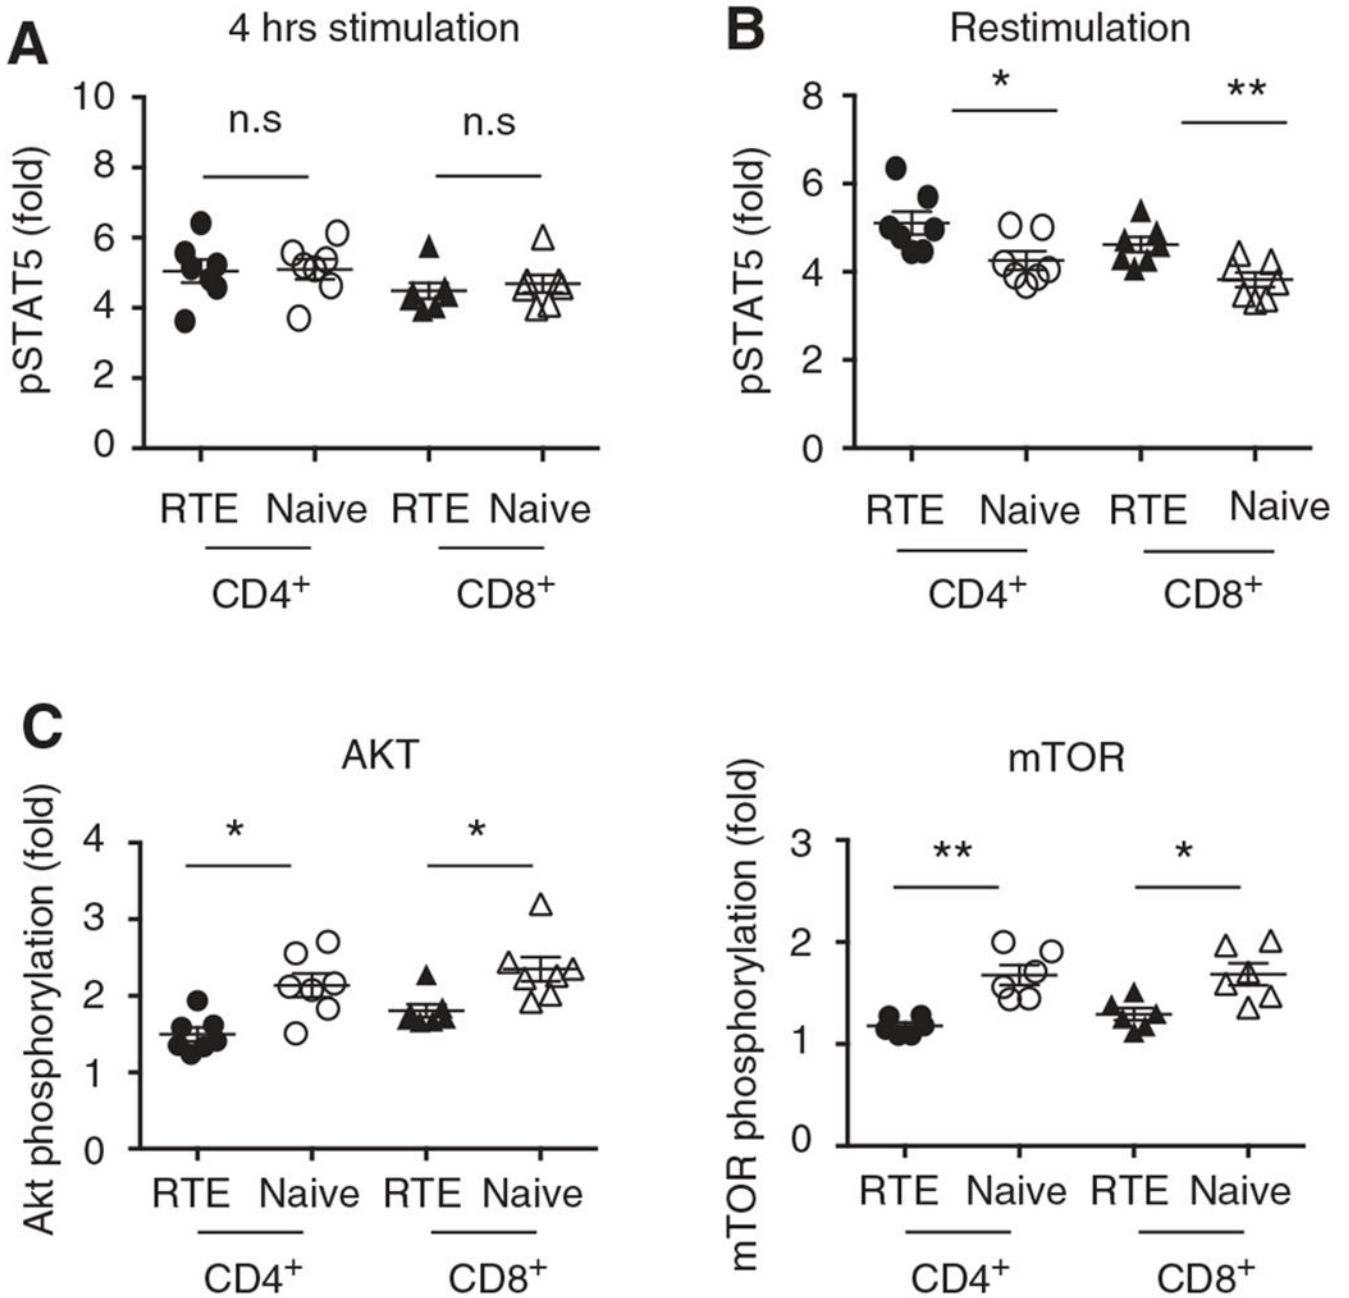 A
4 hrs stimulation
pSTAT5 (fold)
10
8
6
4
2
0
n.s
n.s
RTE Naive RTE Naive
CD4+ CD8+
B
Restimulation
pSTAT5 (fold)
8
6
4
2
0
*
**
RTE Naive RTE Naive
CD4+ CD8+
C
AKT
Akt phosphorylation (fold)
4
3
2
1
0
*
*
RTE Naive RTE Naive
CD4+ CD8+
mTOR
mTOR phosphorylation (fold)
3
2
1
0
**
*
RTE Naive RTE Naive
CD4+ CD8+